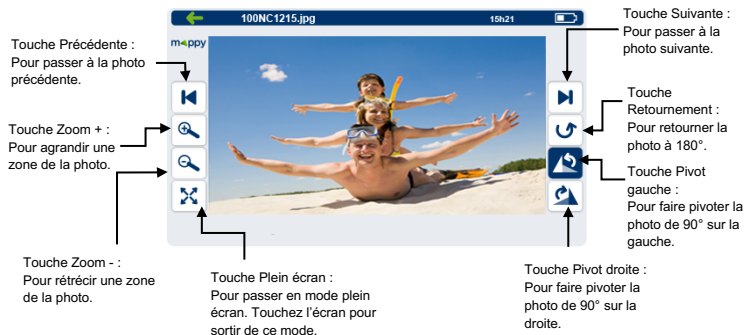 100NC1215.jpg 15h21
mappy
Touche Précédente :
Pour passer à la photo
précédente.
Touche Zoom + :
Pour agrandir une
zone de la photo.
Touche Zoom - :
Pour rétrécir une zone
de la photo.
Touche Plein écran :
Pour passer en mode plein
écran. Touchez l'écran pour
sortir de ce mode.
Touche Suivante :
Pour passer à la
photo suivante.
Touche
Retournement :
Pour retourner la
photo à 180°.
Touche Pivot
gauche :
Pour faire pivoter la
photo de 90° sur la
gauche.
Touche Pivot droite :
Pour faire pivoter la
photo de 90° sur la
droite.